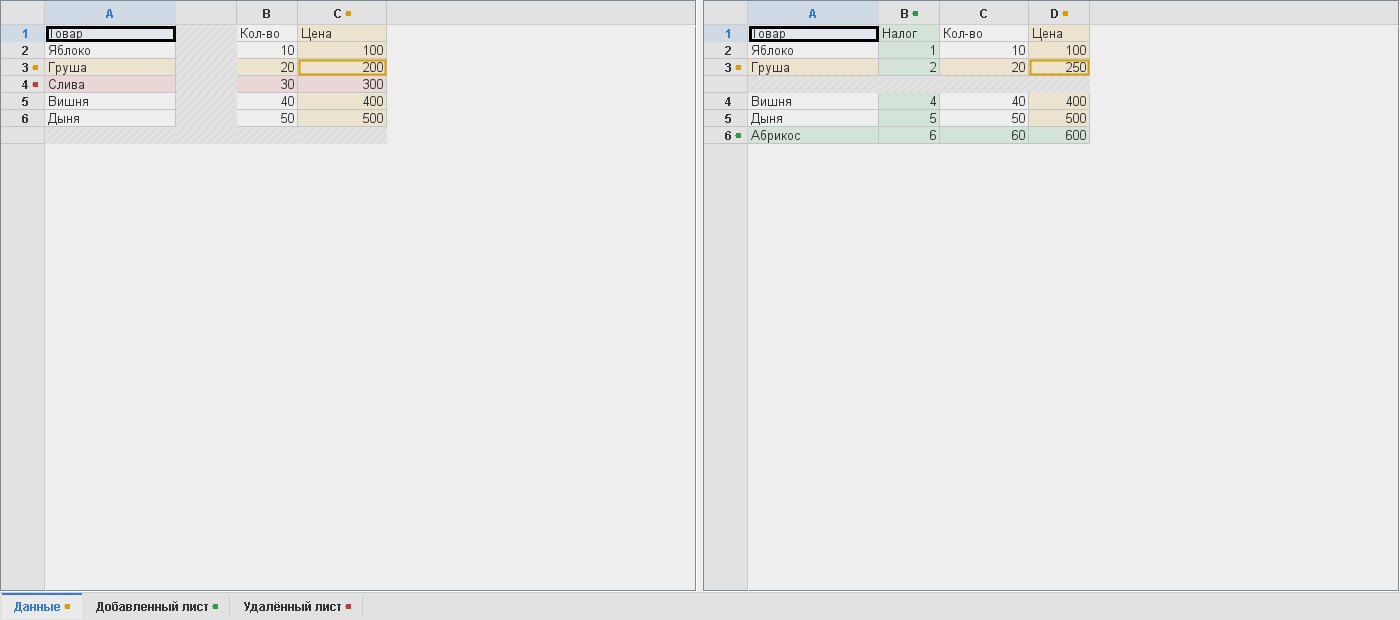 A B C A B C D
1 Товар Кол-во Цена 1 Товар Налог Кол-во Цена
2 Яблоко 10 100 2 Яблоко 1 10 100
3 Груша 20 200 3 Груша 2 20 250
4 Слива 30 300
5 Вишня 40 400 4 Вишня 4 40 400
6 Дыня 50 500 5 Дыня 5 50 500
6 Абрикос 6 60 600
Данные Добавленный лист Удалённый лист